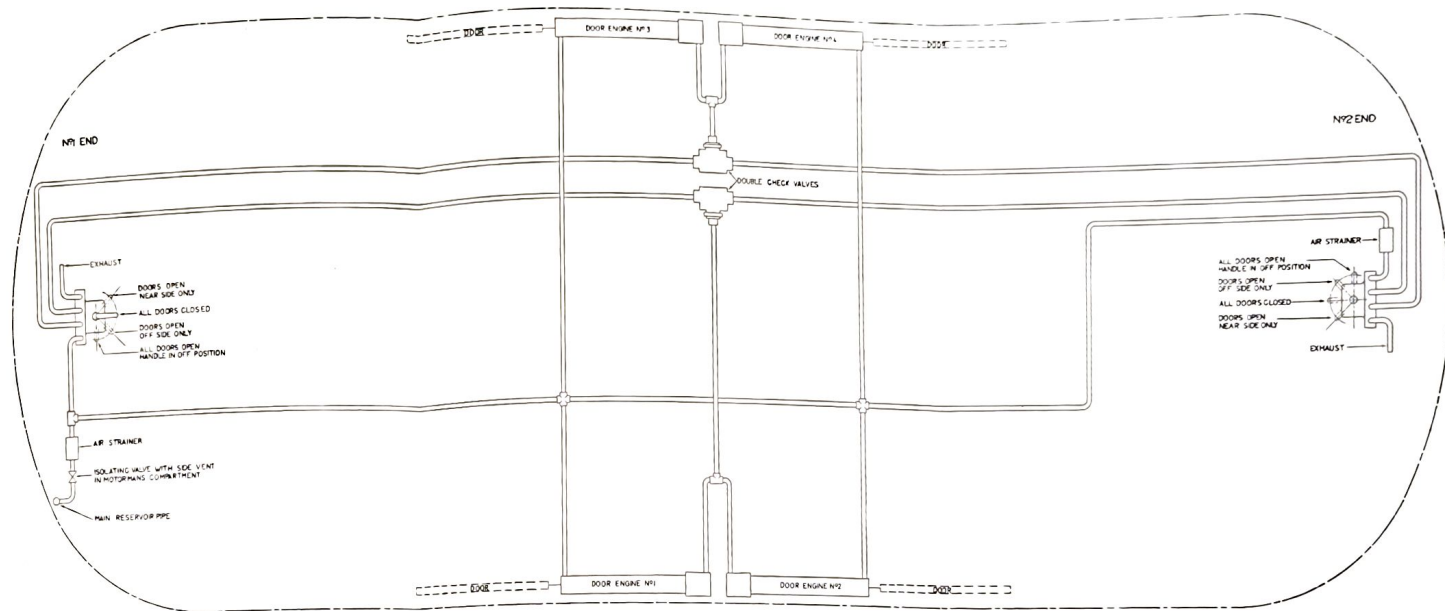 DOOR
DOOR ENGINE Nº3
DOOR ENGINE Nº4
DOOR
Nº1 END
Nº2 END
DOUBLE CHECK VALVES
EXHAUST
DOORS OPEN
NEAR SIDE ONLY
ALL DOORS CLOSED
DOORS OPEN
OFF SIDE ONLY
ALL DOORS OPEN
HANDLE IN OFF POSITION
AIR STRAINER
ALL DOORS OPEN
HANDLE IN OFF POSITION
DOORS OPEN
OFF SIDE ONLY
ALL DOORS CLOSED
DOORS OPEN
NEAR SIDE ONLY
EXHAUST
AIR STRAINER
ISOLATING VALVE WITH SIDE VENT
IN MOTORMANS COMPARTMENT
MAIN RESERVOIR PIPE
DOOR
DOOR ENGINE Nº1
DOOR ENGINE Nº2
DOOR